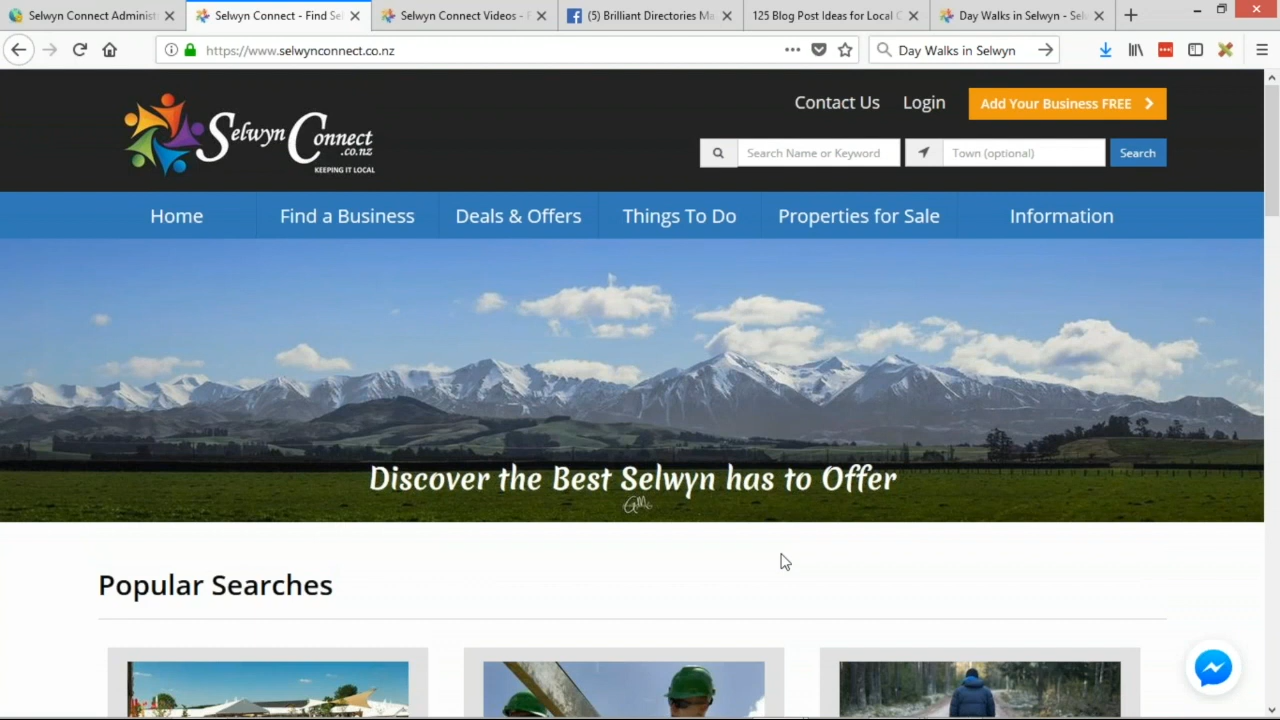 Selwyn Connect Administ
Selwyn Connect - Find Sel
Selwyn Connect Videos - F
(5) Brilliant Directories Ma
125 Blog Post Ideas for Local C
Day Walks in Selwyn - Selw
https://www.selwynconnect.co.nz
Day Walks in Selwyn
Contact Us
Login
Add Your Business FREE
Selwyn Connect
.co.nz
KEEPING IT LOCAL
Search Name or Keyword
Town (optional)
Search
Home
Find a Business
Deals & Offers
Things To Do
Properties for Sale
Information
Discover the Best Selwyn has to Offer
Popular Searches